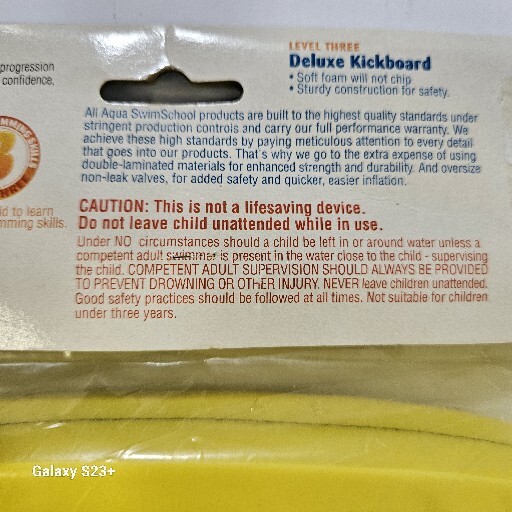 progression
confidence,
LEVEL THREE
Deluxe Kickboard
• Soft foam will not chip
• Sturdy construction for safety.
All Aqua SwimSchool products are built to the highest quality standards under
stringent production controls and carry our full performance warranty. We
achieve these high standards by paying meticulous attention to every detail
that goes into our products. That's why we go to the extra expense of using
double-laminated materials for enhanced strength and durability. And oversize
non-leak valves, for added safety and quicker, easier inflation.
3
to learn
mming skills.
CAUTION: This is not a lifesaving device.
Do not leave child unattended while in use.
Under NO circumstances should a child be left in or around water unless a
competent adult swimmer is present in the water close to the child - supervising
the child. COMPETENT ADULT SUPERVISION SHOULD ALWAYS BE PROVIDED
TO PREVENT DROWNING OR OTHER INJURY. NEVER leave children unattended.
Good safety practices should be followed at all times. Not suitable for children
under three years.
Galaxy S23+